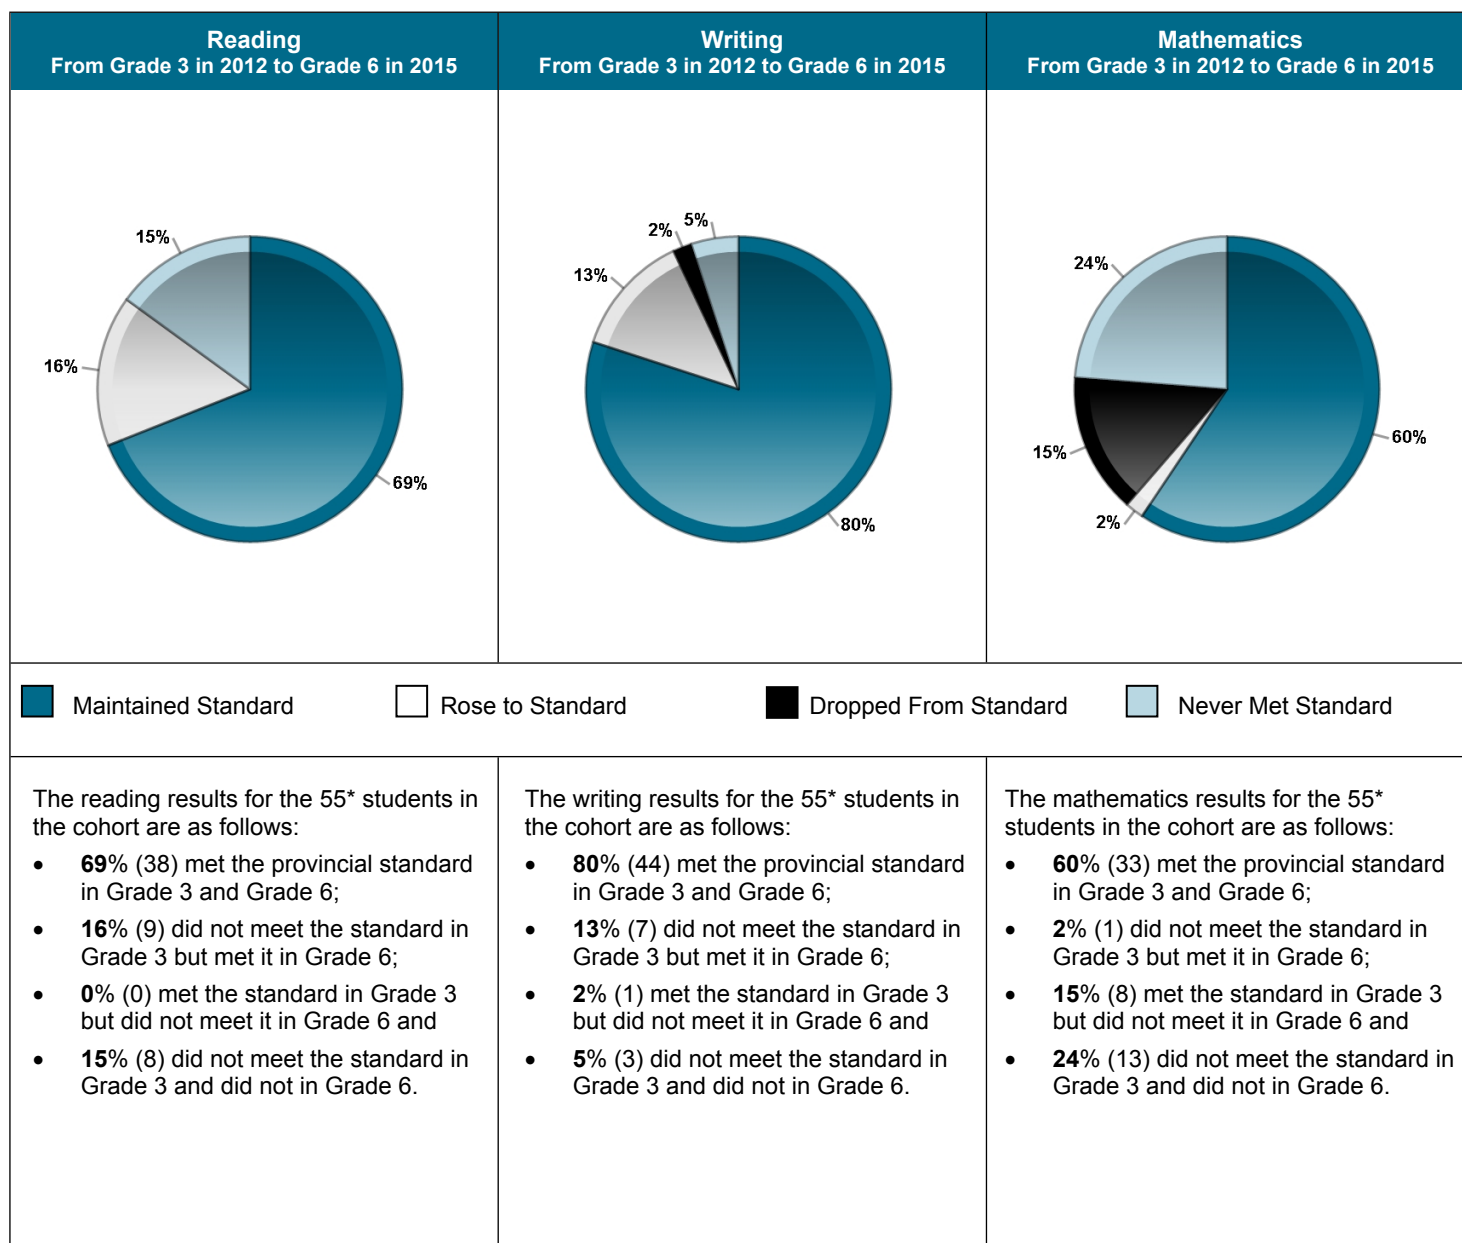 Reading
From Grade 3 in 2012 to Grade 6 in 2015
Writing
From Grade 3 in 2012 to Grade 6 in 2015
Mathematics
From Grade 3 in 2012 to Grade 6 in 2015
15%
16%
69%
5%
2%
13%
80%
24%
15%
2%
60%
Maintained Standard
Rose to Standard
Dropped From Standard
Never Met Standard
The reading results for the 55* students in
the cohort are as follows:
• 69% (38) met the provincial standard
in Grade 3 and Grade 6;
• 16% (9) did not meet the standard in
Grade 3 but met it in Grade 6;
• 0% (0) met the standard in Grade 3
but did not meet it in Grade 6 and
• 15% (8) did not meet the standard in
Grade 3 and did not in Grade 6.
The writing results for the 55* students in
the cohort are as follows:
• 80% (44) met the provincial standard
in Grade 3 and Grade 6;
• 13% (7) did not meet the standard in
Grade 3 but met it in Grade 6;
• 2% (1) met the standard in Grade 3
but did not meet it in Grade 6 and
• 5% (3) did not meet the standard in
Grade 3 and did not in Grade 6.
The mathematics results for the 55*
students in the cohort are as follows:
• 60% (33) met the provincial standard
in Grade 3 and Grade 6;
• 2% (1) did not meet the standard in
Grade 3 but met it in Grade 6;
• 15% (8) met the standard in Grade 3
but did not meet it in Grade 6 and
• 24% (13) did not meet the standard in
Grade 3 and did not in Grade 6.